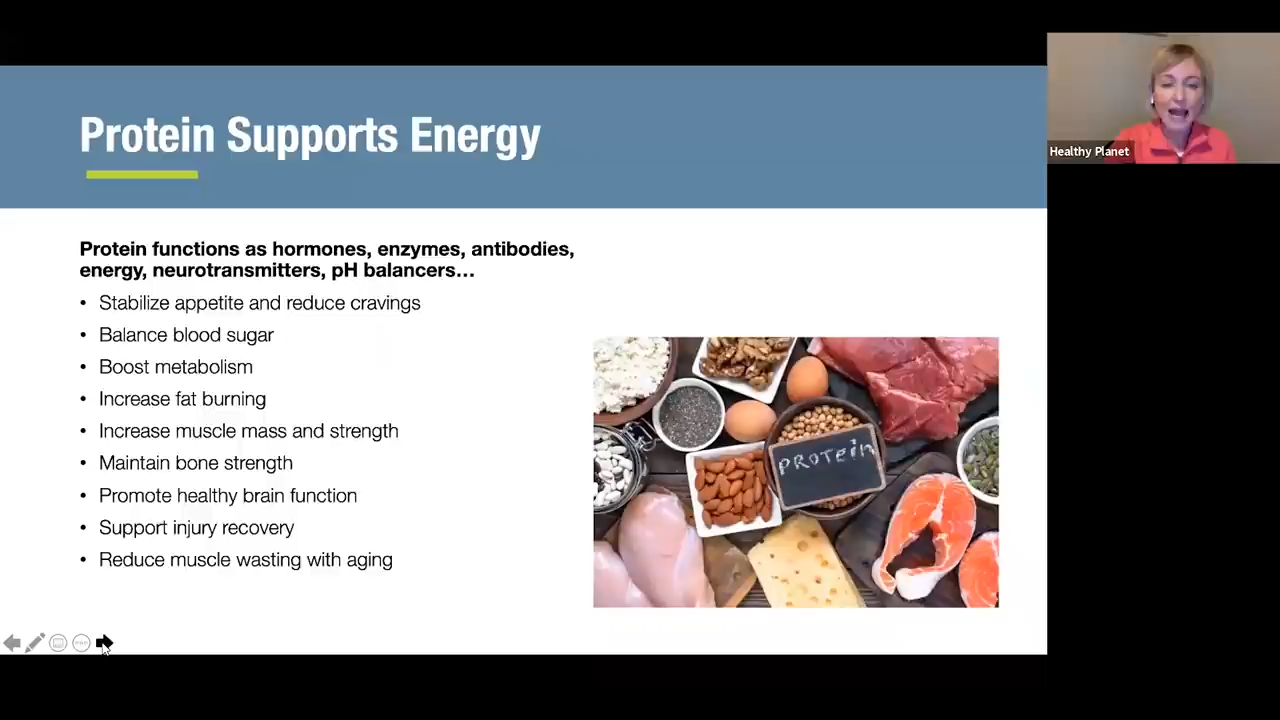 Protein Supports Energy
Healthy Planet
Protein functions as hormones, enzymes, antibodies,
energy, neurotransmitters, pH balancers…
• Stabilize appetite and reduce cravings
• Balance blood sugar
• Boost metabolism
• Increase fat burning
• Increase muscle mass and strength
• Maintain bone strength
• Promote healthy brain function
• Support injury recovery
• Reduce muscle wasting with aging
PROTEiN